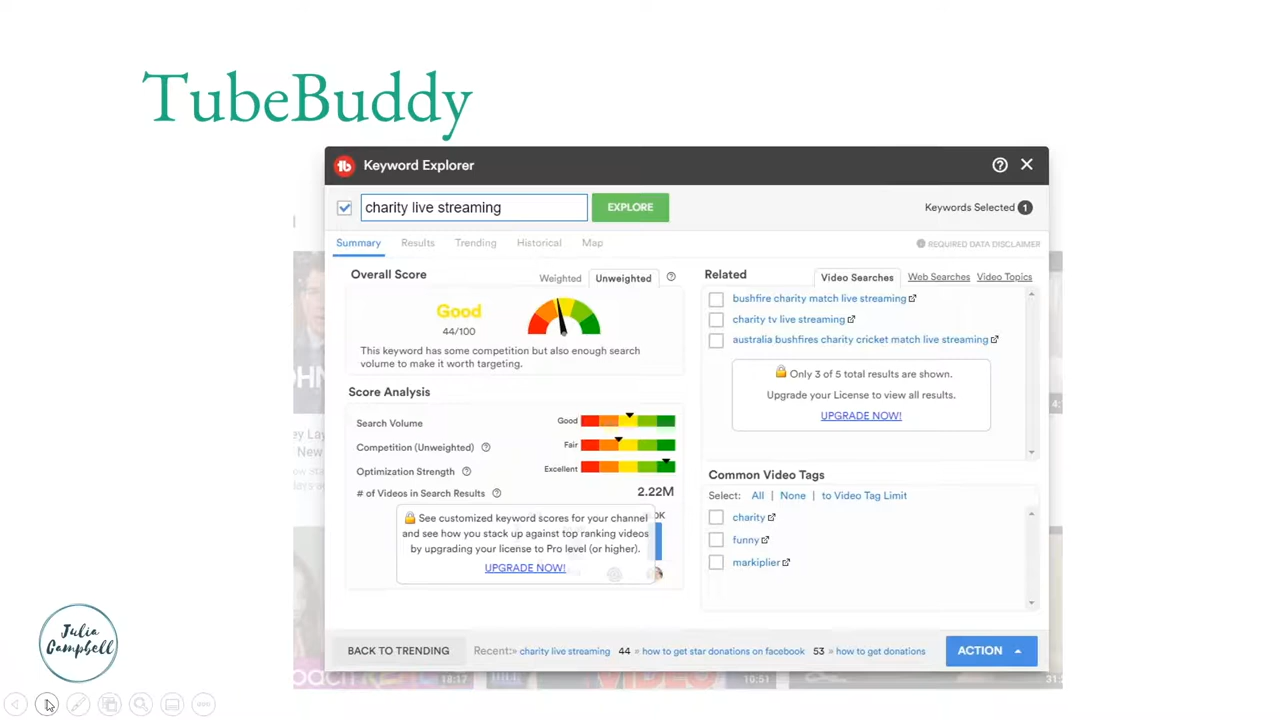 TubeBuddy
Keyword Explorer
charity live streaming
EXPLORE
Keywords Selected 1
Summary
Results
Trending
Historical
Map
REQUIRED DATA DISCLAIMER
Overall Score
Weighted
Unweighted
Good
44/100
This keyword has some competition but also enough search
volume to make it worth targeting.
Score Analysis
Search Volume
Good
Competition (Unweighted)
Fair
Optimization Strength
Excellent
# of Videos in Search Results
2.22M
See customized keyword scores for your channel
and see how you stack up against top ranking videos
by upgrading your license to Pro level (or higher).
UPGRADE NOW!
Related
Video Searches
Web Searches
Video Topics
bushfire charity match live streaming
charity tv live streaming
australia bushfires charity cricket match live streaming
Only 3 of 5 total results are shown.
Upgrade your License to view all results.
UPGRADE NOW!
Common Video Tags
Select: All | None | to Video Tag Limit
charity
funny
markiplier
BACK TO TRENDING
Recent:» charity live streaming 44 » how to get star donations on facebook 53 » how to get donations
ACTION
18:17
10:51
Julia
Campbell